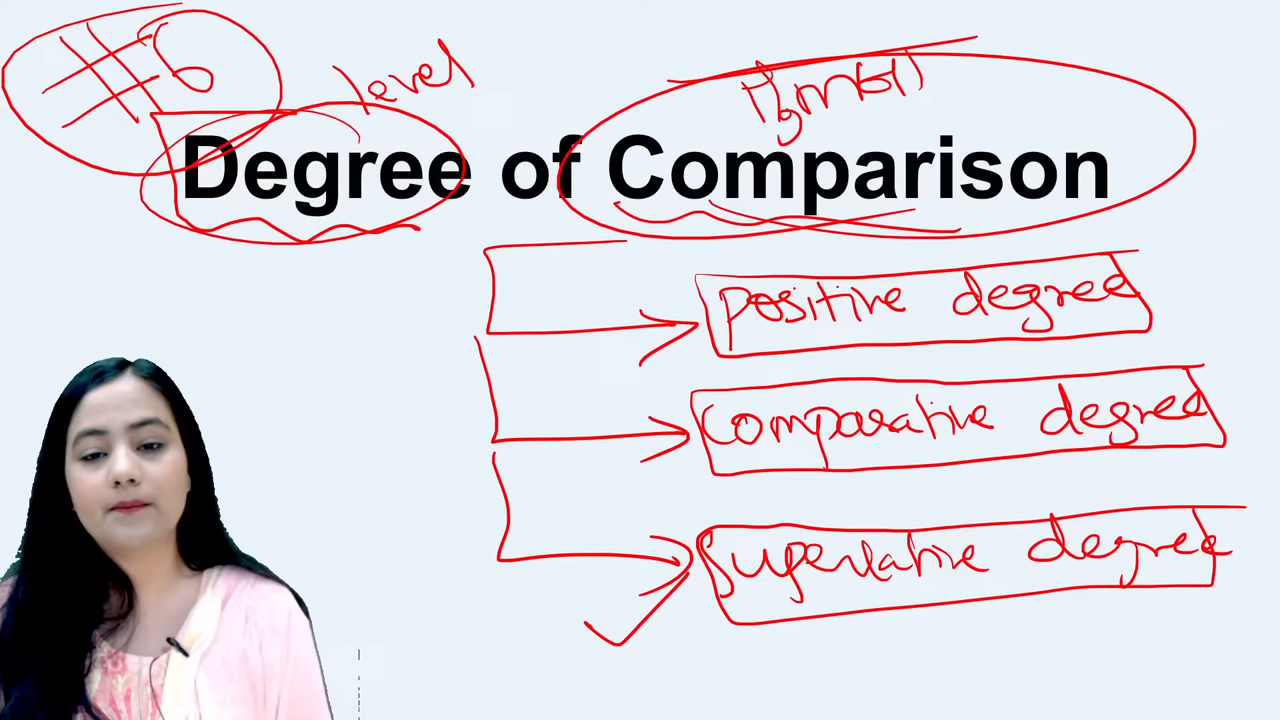 #6
level
Degree of Comparison
positive degree
comparative degree
superlative degree